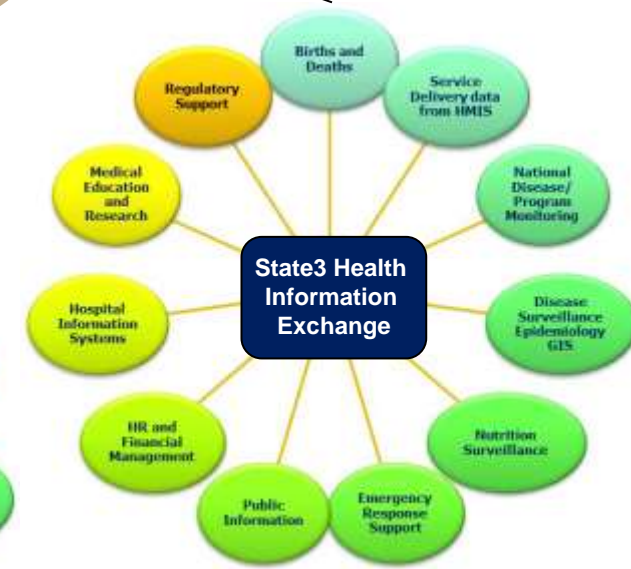 Births and
Deaths
Service
Delivery data
from HMIS
National
Disease/
Program
Monitoring
Disease
Surveillance
Epidemiology
GIS
Nutrition
Surveillance
Emergency
Response
Support
Public
Information
HR and
Financial
Management
Hospital
Information
Systems
Medical
Education
and
Research
Regulatory
Support
State3 Health
Information
Exchange